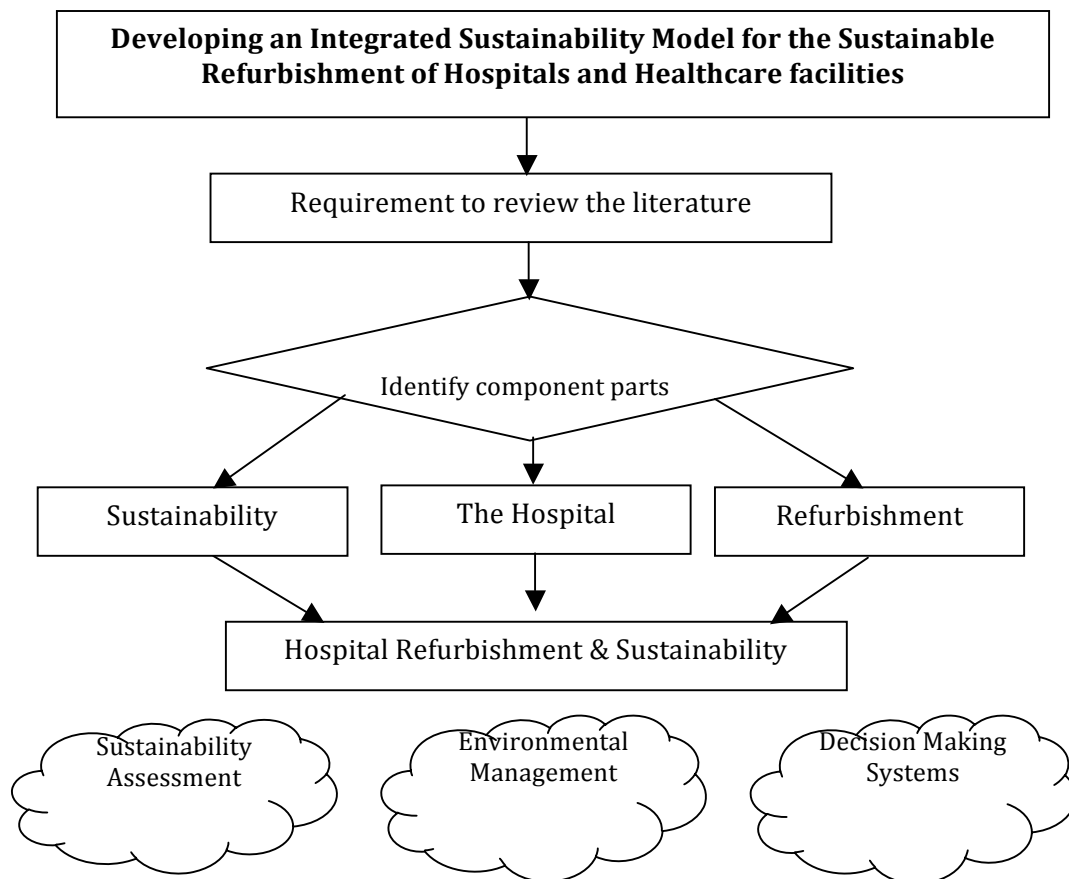 Developing an Integrated Sustainability Model for the Sustainable
Refurbishment of Hospitals and Healthcare facilities
Requirement to review the literature
Identify component parts
Sustainability
The Hospital
Refurbishment
Hospital Refurbishment & Sustainability
Sustainability
Assessment
Environmental
Management
Decision Making
Systems